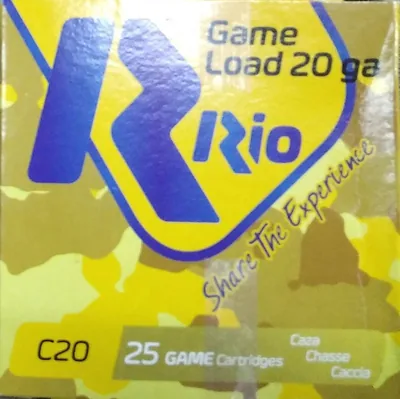 Game
Load 20 ga
Rio
Share The Experience
C20
25 GAME Cartridges
Caza
Chasse
Caccia